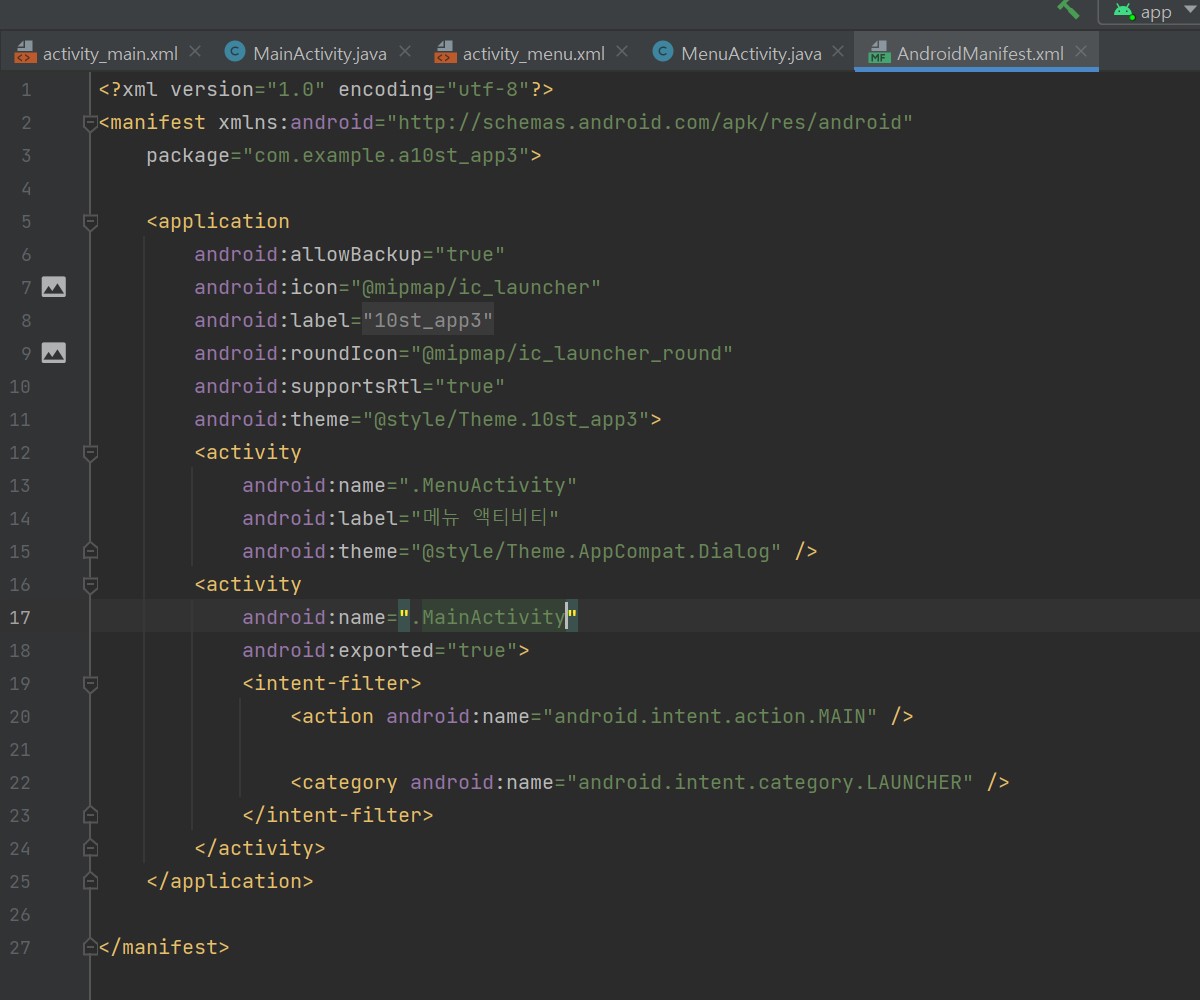 app
activity_main.xml MainActivity.java activity_menu.xml MenuActivity.java AndroidManifest.xml
1 <?xml version="1.0" encoding="utf-8"?>
2 <manifest xmlns:android="http://schemas.android.com/apk/res/android"
3     package="com.example.a10st_app3">
4
5     <application
6         android:allowBackup="true"
7         android:icon="@mipmap/ic_launcher"
8         android:label="10st_app3"
9         android:roundIcon="@mipmap/ic_launcher_round"
10         android:supportsRtl="true"
11         android:theme="@style/Theme.10st_app3">
12         <activity
13             android:name=".MenuActivity"
14             android:label="메뉴 액티비티"
15             android:theme="@style/Theme.AppCompat.Dialog" />
16         <activity
17             android:name=".MainActivity"
18             android:exported="true">
19             <intent-filter>
20                 <action android:name="android.intent.action.MAIN" />
21
22                 <category android:name="android.intent.category.LAUNCHER" />
23             </intent-filter>
24         </activity>
25     </application>
26
27 </manifest>